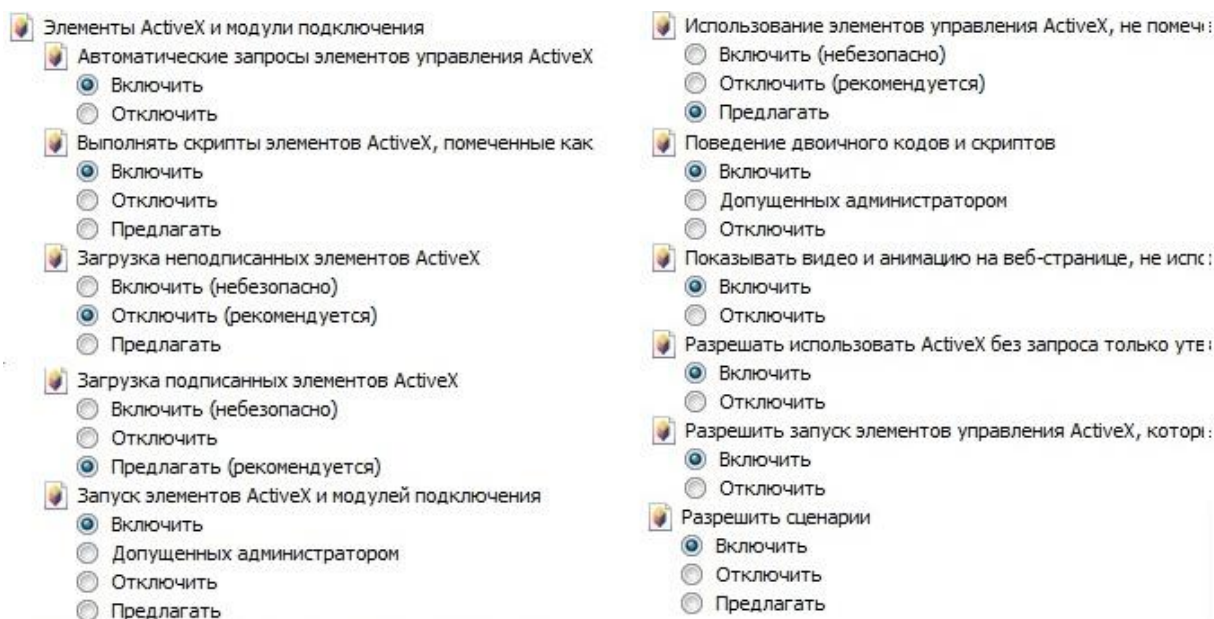 Элементы ActiveX и модули подключения
Автоматические запросы элементов управления ActiveX
Включить
Отключить
Выполнять скрипты элементов ActiveX, помеченные как
Включить
Отключить
Предлагать
Загрузка неподписанных элементов ActiveX
Включить (небезопасно)
Отключить (рекомендуется)
Предлагать
Загрузка подписанных элементов ActiveX
Включить (небезопасно)
Отключить
Предлагать (рекомендуется)
Запуск элементов ActiveX и модулей подключения
Включить
Допущенных администратором
Отключить
Предлагать
Использование элементов управления ActiveX, не
Включить (небезопасно)
Отключить (рекомендуется)
Предлагать
Поведение двоичного кодов и скриптов
Включить
Допущенных администратором
Отключить
Показывать видео и анимацию на веб-странице, не
Включить
Отключить
Разрешать использовать ActiveX без запроса только
Включить
Отключить
Разрешить запуск элементов управления ActiveX,
Включить
Отключить
Разрешить сценарии
Включить
Отключить
Предлагать